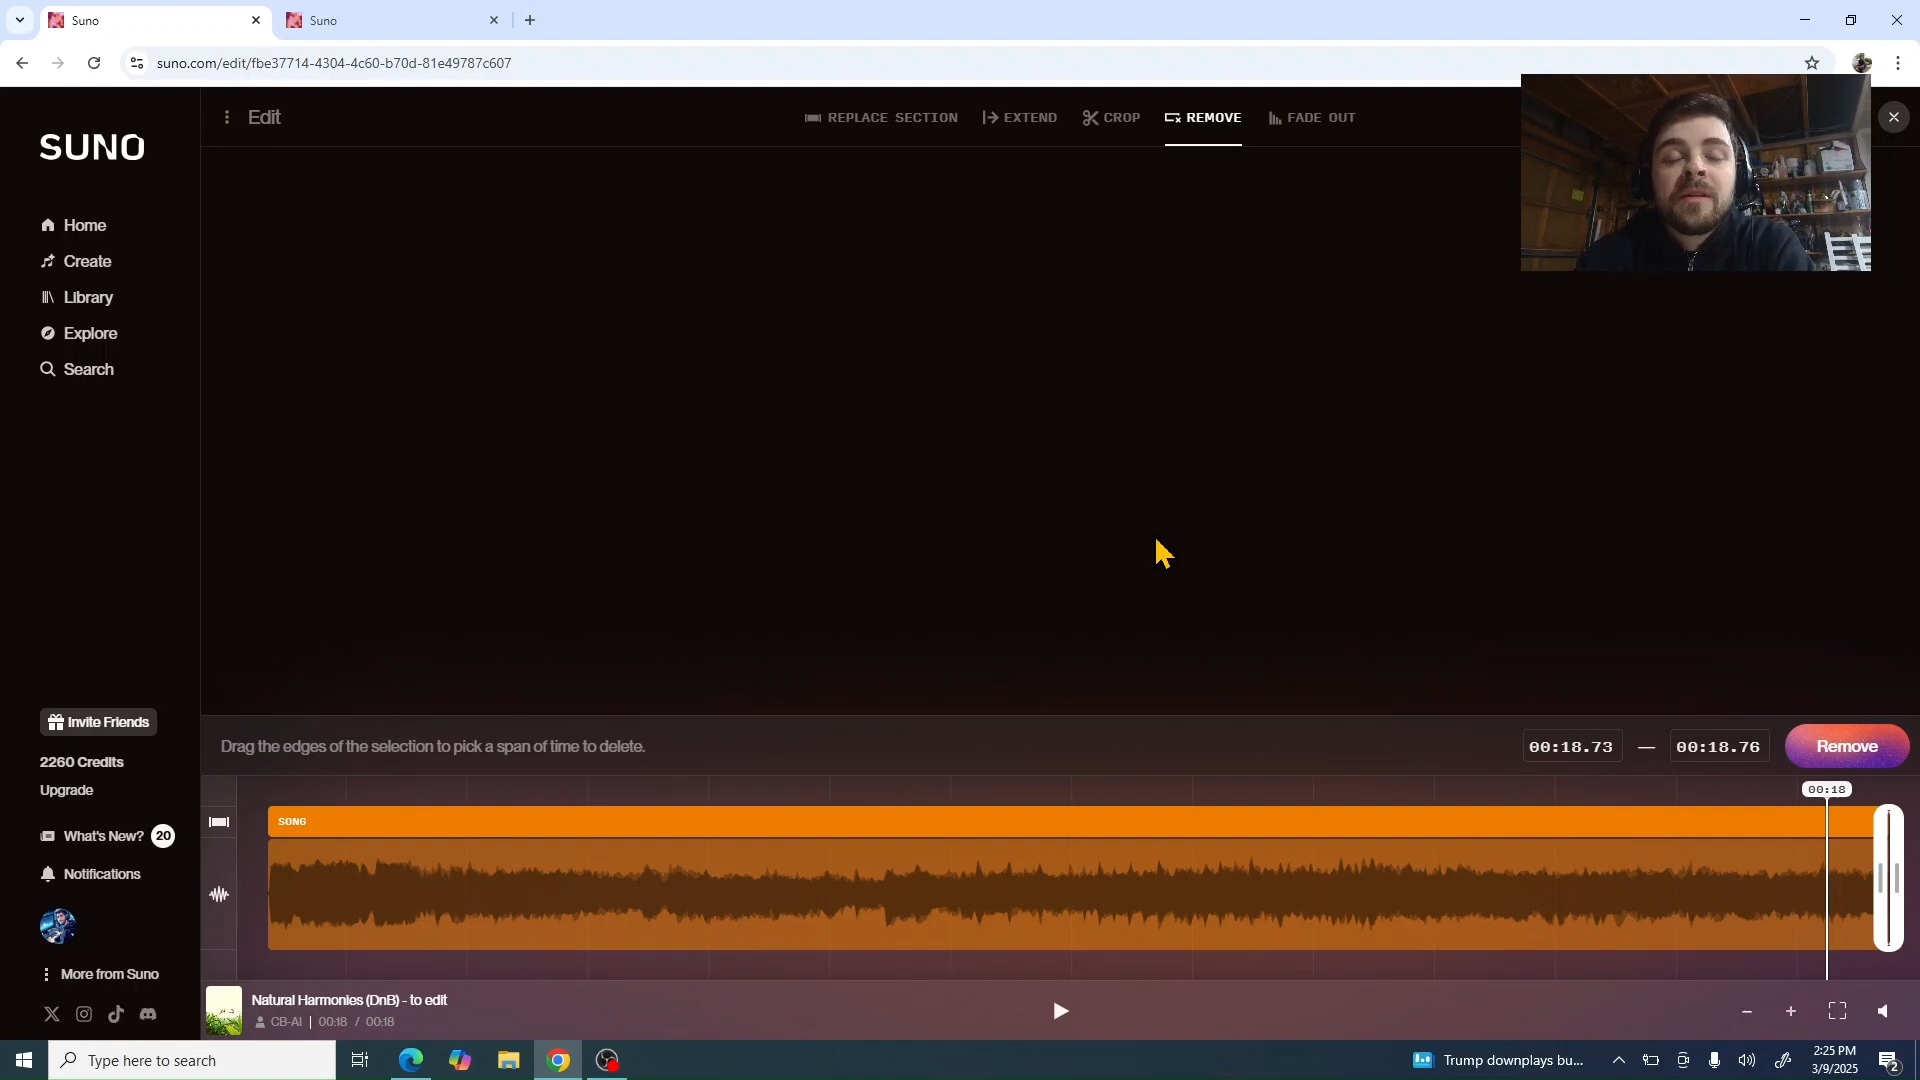 Suno
Suno
suno.com/edit/fbe37714-4304-4c60-b70d-81e49787c607
SUNO
Edit
REPLACE SECTION
EXTEND
CROP
REMOVE
FADE OUT
Home
Create
Library
Explore
Search
Invite Friends
2260 Credits
Upgrade
What's New? 20
Notifications
More from Suno
Drag the edges of the selection to pick a span of time to delete.
00:18.73 — 00:18.76
Remove
00:18
SONG
Natural Harmonies (DnB) - to edit
CB-AI | 00:18 / 00:18
Type here to search
Trump downplays bu...
2:25 PM
3/9/2025
2